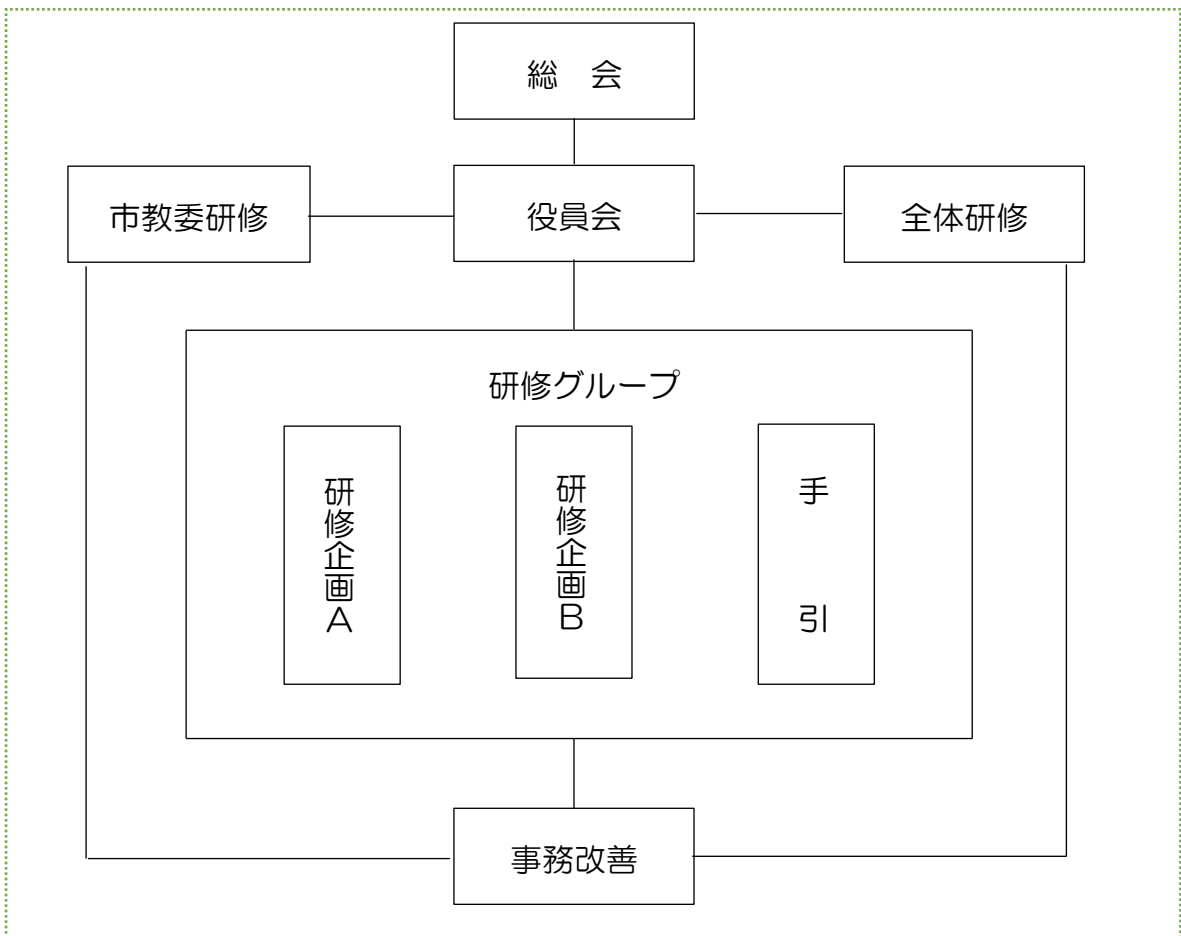 総　会
市教委研修
役員会
全体研修
研修グループ
研修企画A
研修企画B
手　引
事務改善